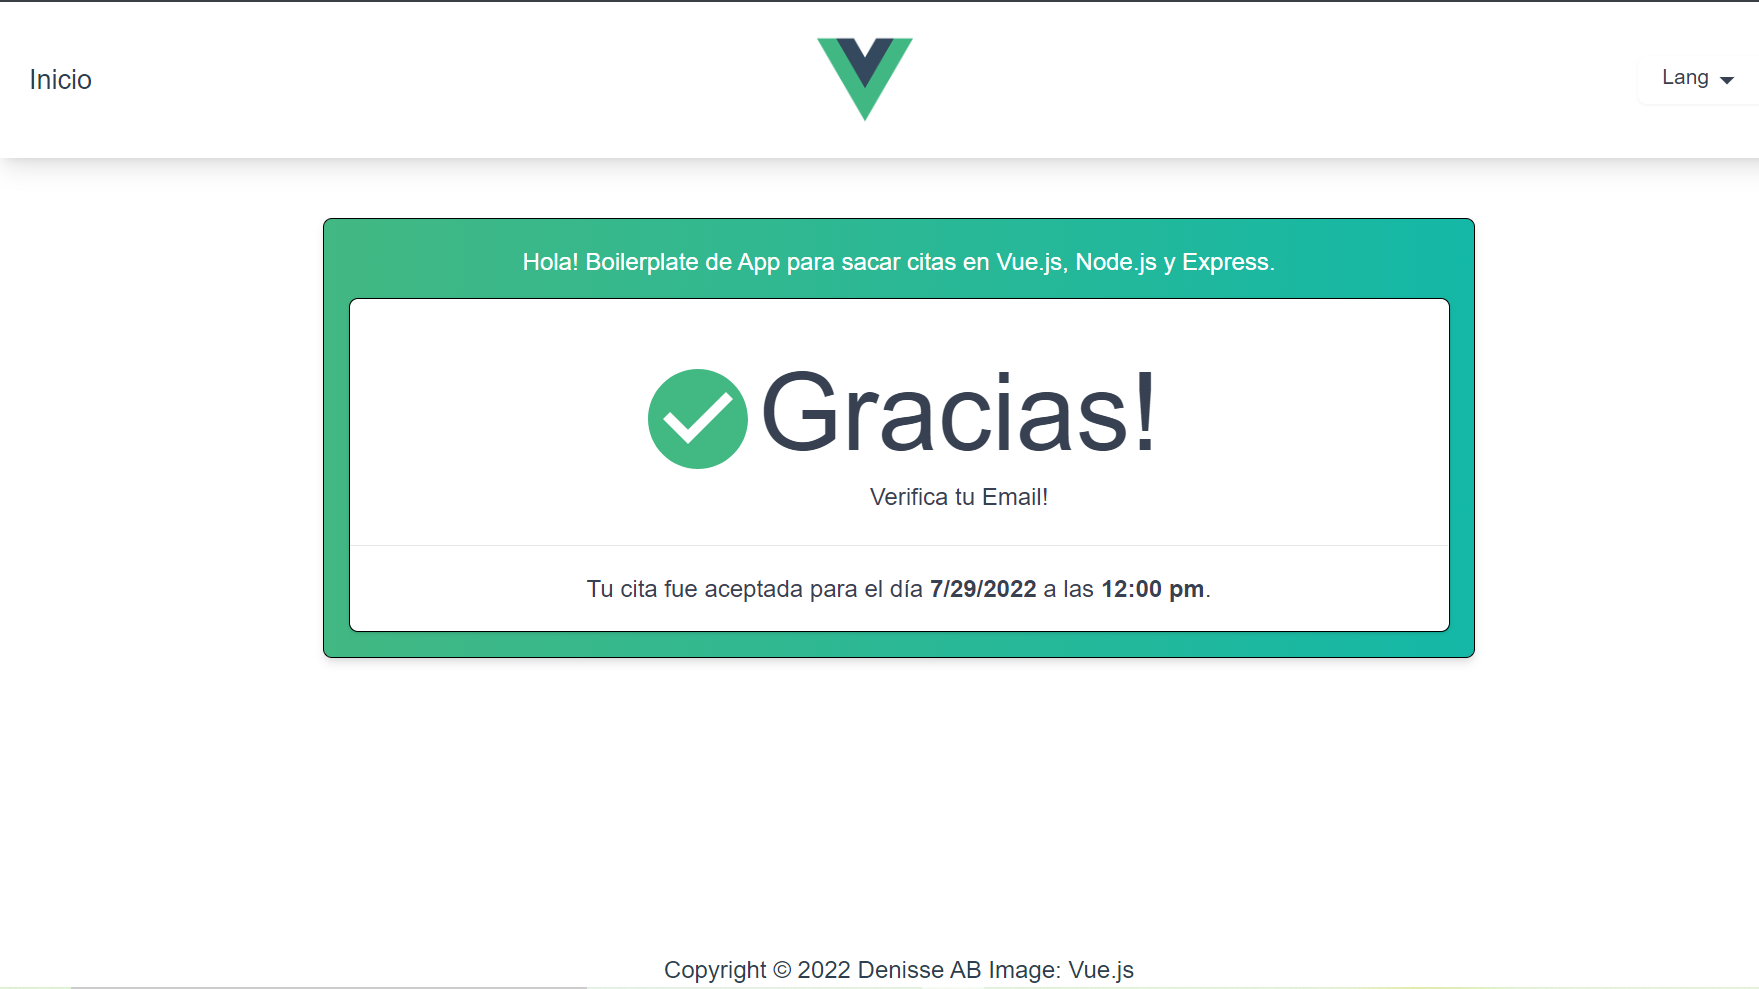 Inicio
Lang
Hola! Boilerplate de App para sacar citas en Vue.js, Node.js y Express.
Gracias!
Verifica tu Email!
Tu cita fue aceptada para el día 7/29/2022 a las 12:00 pm.
Copyright © 2022 Denisse AB Image: Vue.js